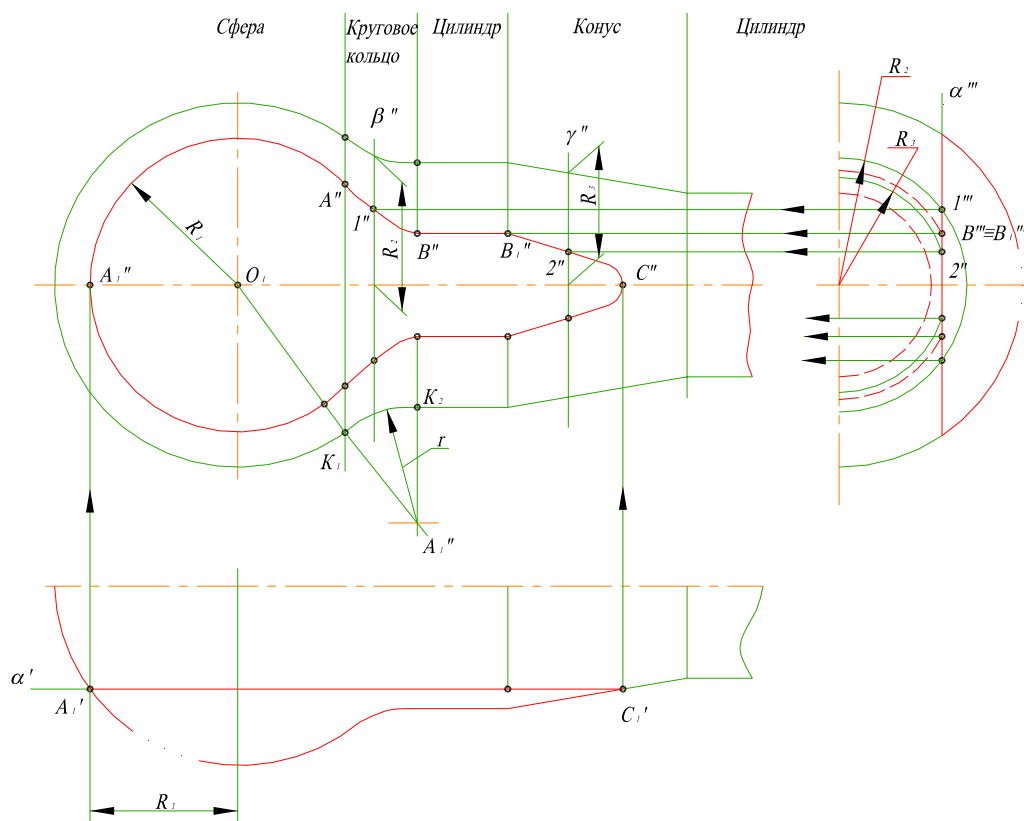 Сфера
Круговое
кольцо
Цилиндр
Конус
Цилиндр
R₂
α'''
β"
γ"
R₃
R₃
A"
1"
1'''
R₁
R₂
B"
B₁"
B'''≡B₁'''
2"
2"
A₁"
O₁
C"
K₂
K₁
r
A₁"
α'
A₁'
C₁'
R₁